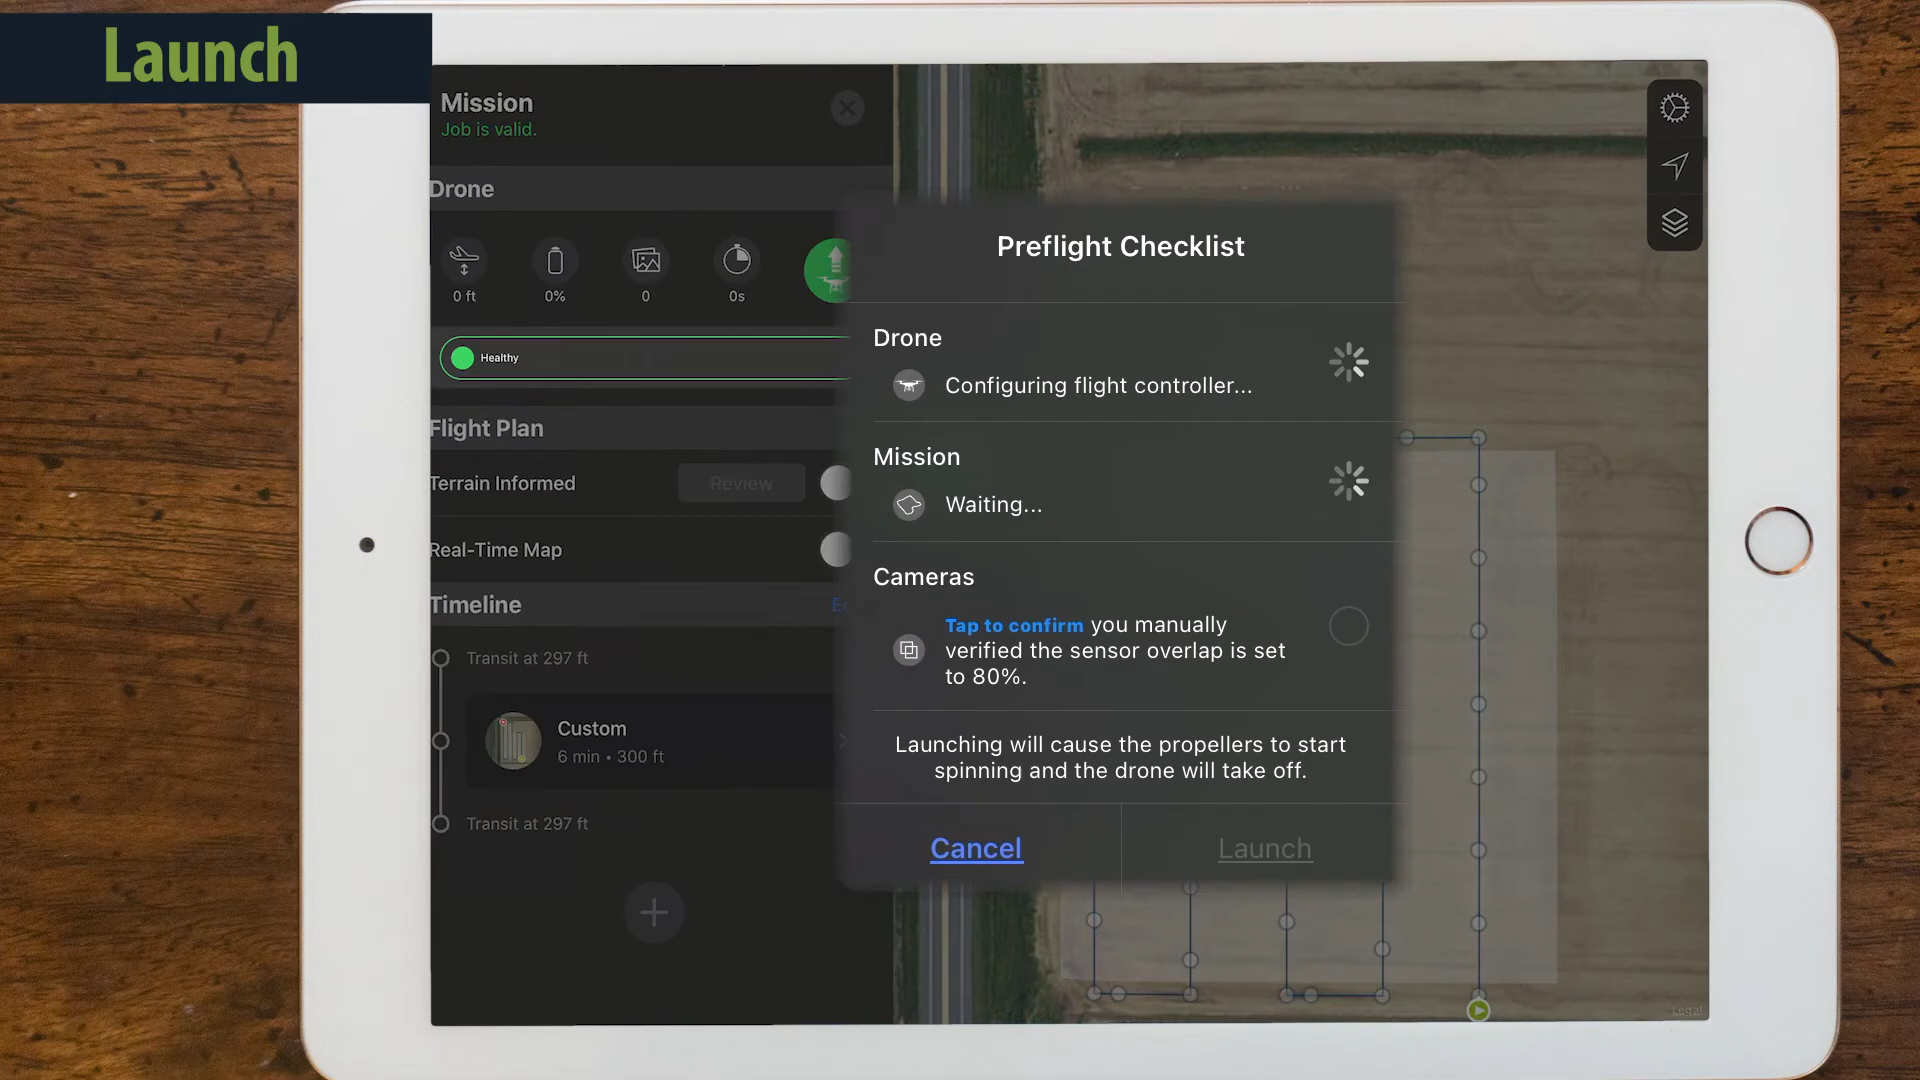 Launch
Mission
Job is valid.
Drone
0 ft
0%
0
0s
Healthy
Flight Plan
Terrain Informed
Review
Real-Time Map
Timeline
Transit at 297 ft
Custom
6 min • 300 ft
Transit at 297 ft
Preflight Checklist
Drone
Configuring flight controller...
Mission
Waiting...
Cameras
Tap to confirm you manually
verified the sensor overlap is set
to 80%.
Launching will cause the propellers to start
spinning and the drone will take off.
Cancel
Launch
Legal